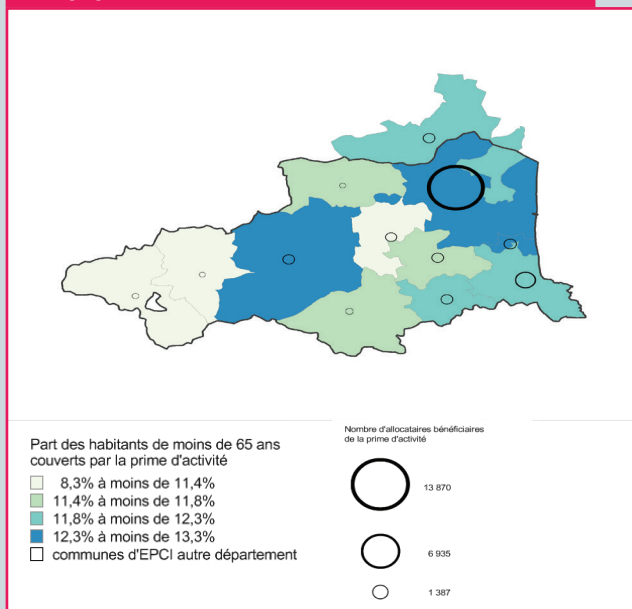 Part des habitants de moins de 65 ans
couverts par la prime d'activité
8,3% à moins de 11,4%
11,4% à moins de 11,8%
11,8% à moins de 12,3%
12,3% à moins de 13,3%
communes d'EPCI autre département
Nombre d'allocataires bénéficiaires
de la prime d'activité
13 870
6 935
1 387